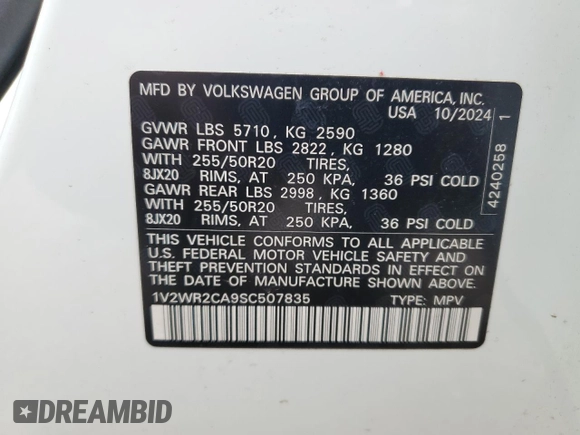 MFD BY VOLKSWAGEN GROUP OF AMERICA, INC.
USA 10/2024
GVWR LBS 5710, KG 2590
GAWR FRONT LBS 2822, KG 1280
WITH 255/50R20 TIRES,
8JX20 RIMS, AT 250 KPA, 36 PSI COLD
GAWR REAR LBS 2998, KG 1360
WITH 255/50R20 TIRES,
8JX20 RIMS, AT 250 KPA, 36 PSI COLD
THIS VEHICLE CONFORMS TO ALL APPLICABLE
U.S. FEDERAL MOTOR VEHICLE SAFETY AND
THEFT PREVENTION STANDARDS IN EFFECT ON
THE DATE OF MANUFACTURE SHOWN ABOVE.
1V2WR2CA9SC507835 TYPE: MPV
4240258 1
DREAMBID